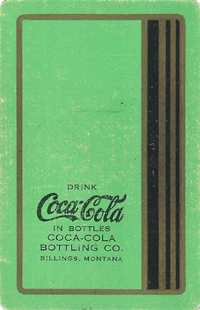 DRINK
Coca-Cola
IN BOTTLES
COCA-COLA
BOTTLING CO.
BILLINGS, MONTANA